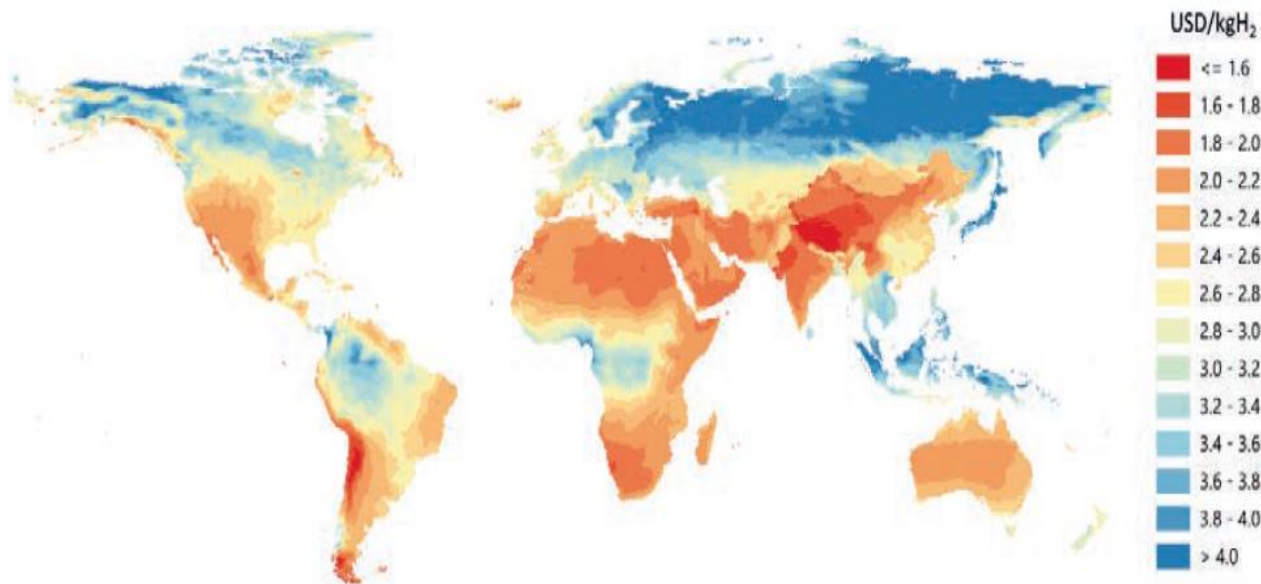 USD/kgH₂
<= 1.6
1.6 - 1.8
1.8 - 2.0
2.0 - 2.2
2.2 - 2.4
2.4 - 2.6
2.6 - 2.8
2.8 - 3.0
3.0 - 3.2
3.2 - 3.4
3.4 - 3.6
3.6 - 3.8
3.8 - 4.0
> 4.0